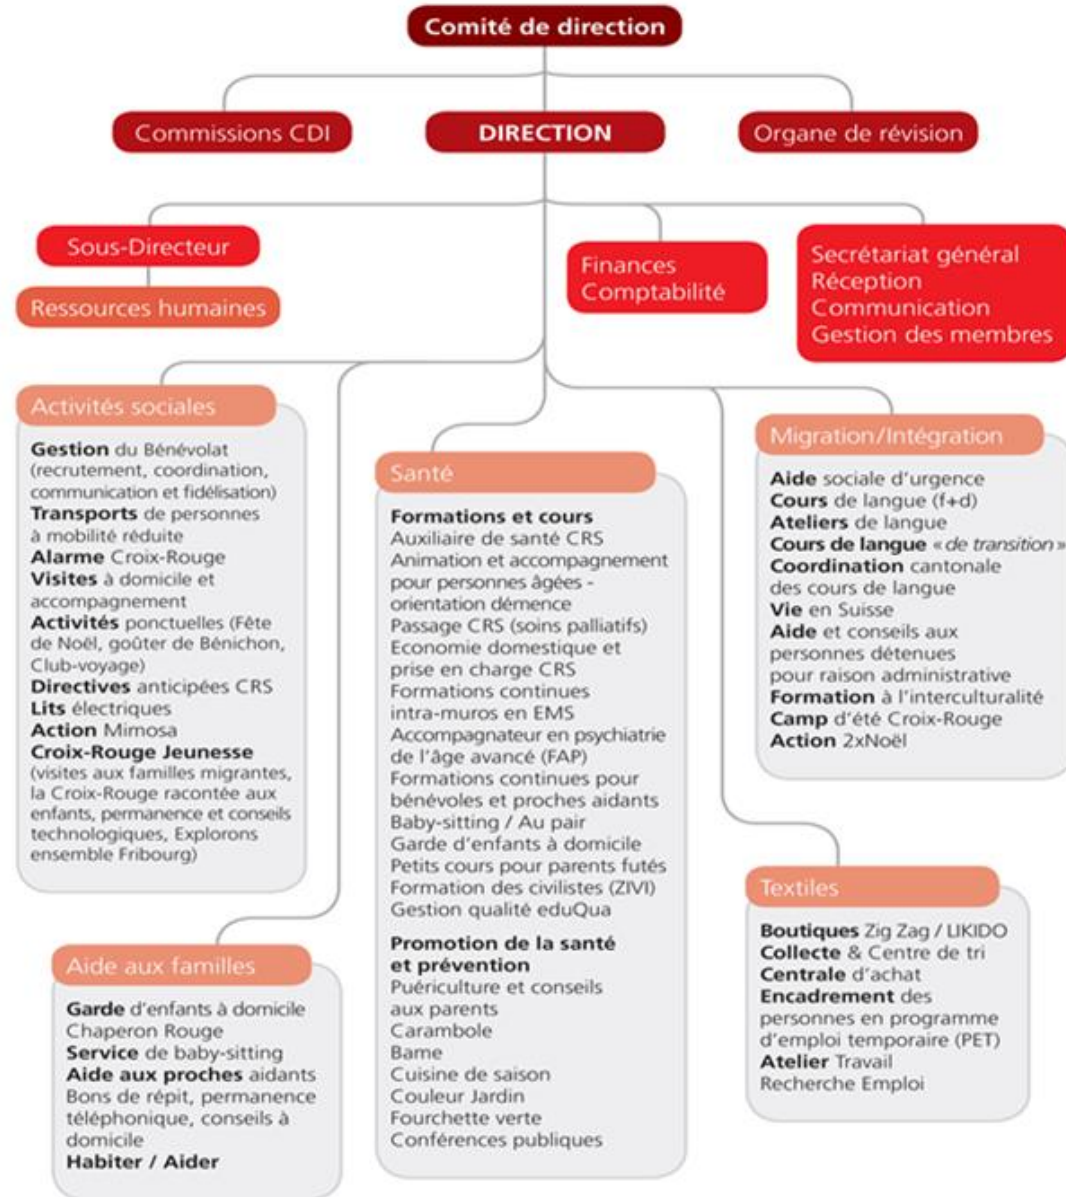 Comité de direction
Commissions CDI
DIRECTION
Organe de révision
Sous-Directeur
Ressources humaines
Finances
Comptabilité
Secrétariat général
Réception
Communication
Gestion des membres
Activités sociales
Gestion du Bénévolat
(recrutement, coordination,
communication et fidélisation)
Transports de personnes
à mobilité réduite
Alarme Croix-Rouge
Visites à domicile et
accompagnement
Activités ponctuelles (Fête
de Noël, goûter de Bénichon,
Club-voyage)
Directives anticipées CRS
Lits électriques
Action Mimosa
Croix-Rouge Jeunesse
(visites aux familles migrantes,
la Croix-Rouge racontée aux
enfants, permanence et conseils
technologiques, Explorons
ensemble Fribourg)
Aide aux familles
Garde d'enfants à domicile
Chaperon Rouge
Service de baby-sitting
Aide aux proches aidants
Bons de répit, permanence
téléphonique, conseils à
domicile
Habiter / Aider
Santé
Formations et cours
Auxiliaire de santé CRS
Animation et accompagnement
pour personnes âgées -
orientation démence
Passage CRS (soins palliatifs)
Economie domestique et
prise en charge CRS
Formations continues
intra-muros en EMS
Accompagnateur en psychiatrie
de l'âge avancé (FAP)
Formations continues pour
bénévoles et proches aidants
Baby-sitting / Au pair
Garde d'enfants à domicile
Petits cours pour parents futés
Formation des civilistes (ZIVI)
Gestion qualité eduQua
Promotion de la santé
et prévention
Puériculture et conseils
aux parents
Carambole
Bame
Cuisine de saison
Couleur Jardin
Fourchette verte
Conférences publiques
Migration/Intégration
Aide sociale d'urgence
Cours de langue (f+d)
Ateliers de langue
Cours de langue «de transition»
Coordination cantonale
des cours de langue
Vie en Suisse
Aide et conseils aux
personnes détenues
pour raison administrative
Formation à l'interculturalité
Camp d'été Croix-Rouge
Action 2xNoël
Textiles
Boutiques Zig Zag / LIKIDO
Collecte & Centre de tri
Centrale d'achat
Encadrement des
personnes en programme
d'emploi temporaire (PET)
Atelier Travail
Recherche Emploi